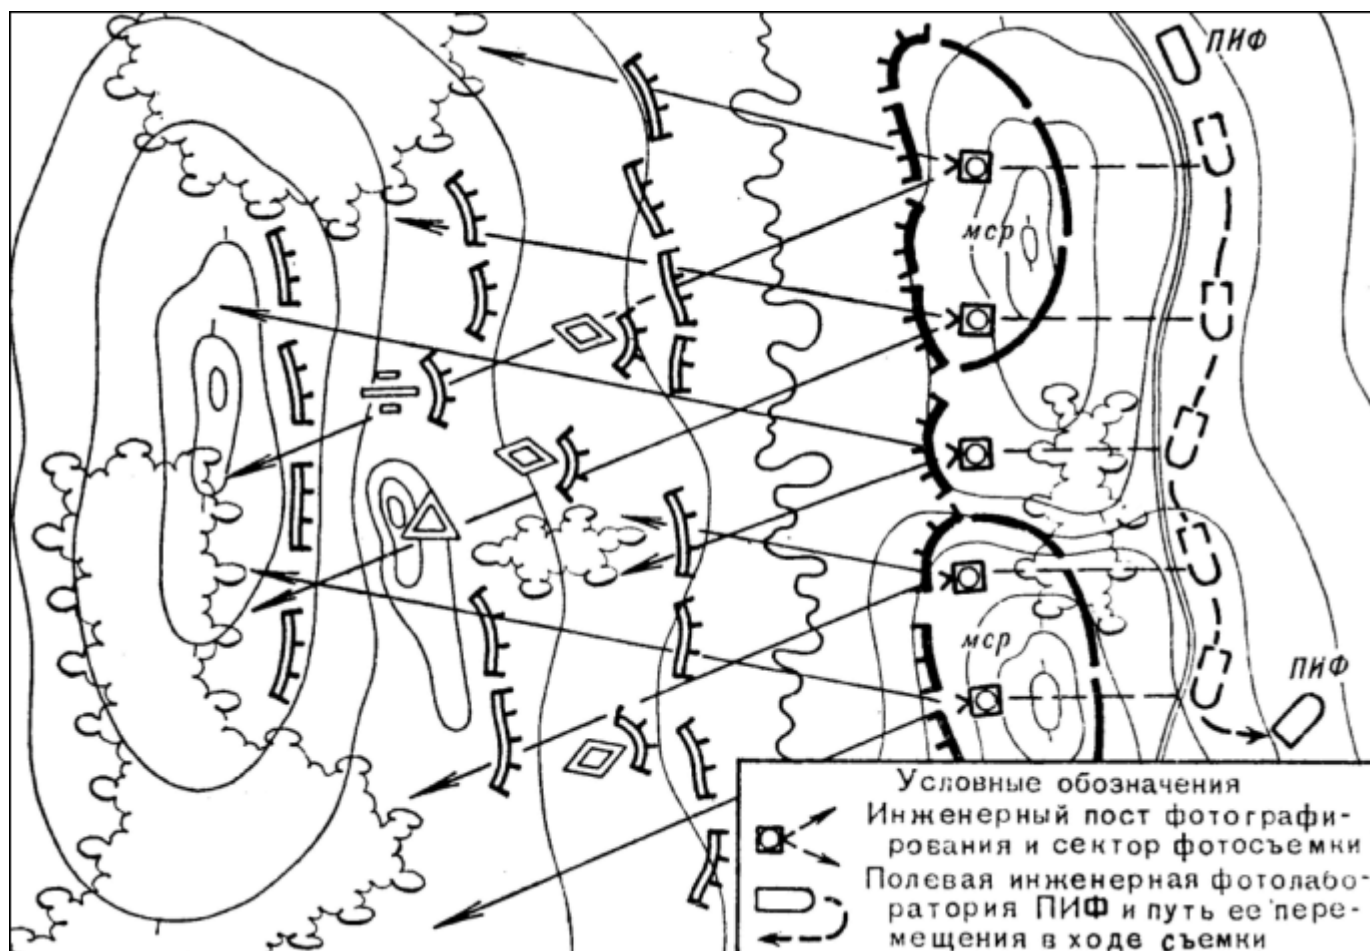 ПИФ
мср
мср
ПИФ
Условные обозначения
Инженерный пост фотографи-
рования и сектор фотосъемки
Полевая инженерная фотолабо-
ратория ПИФ и путь ее пере-
мещения в ходе съемки